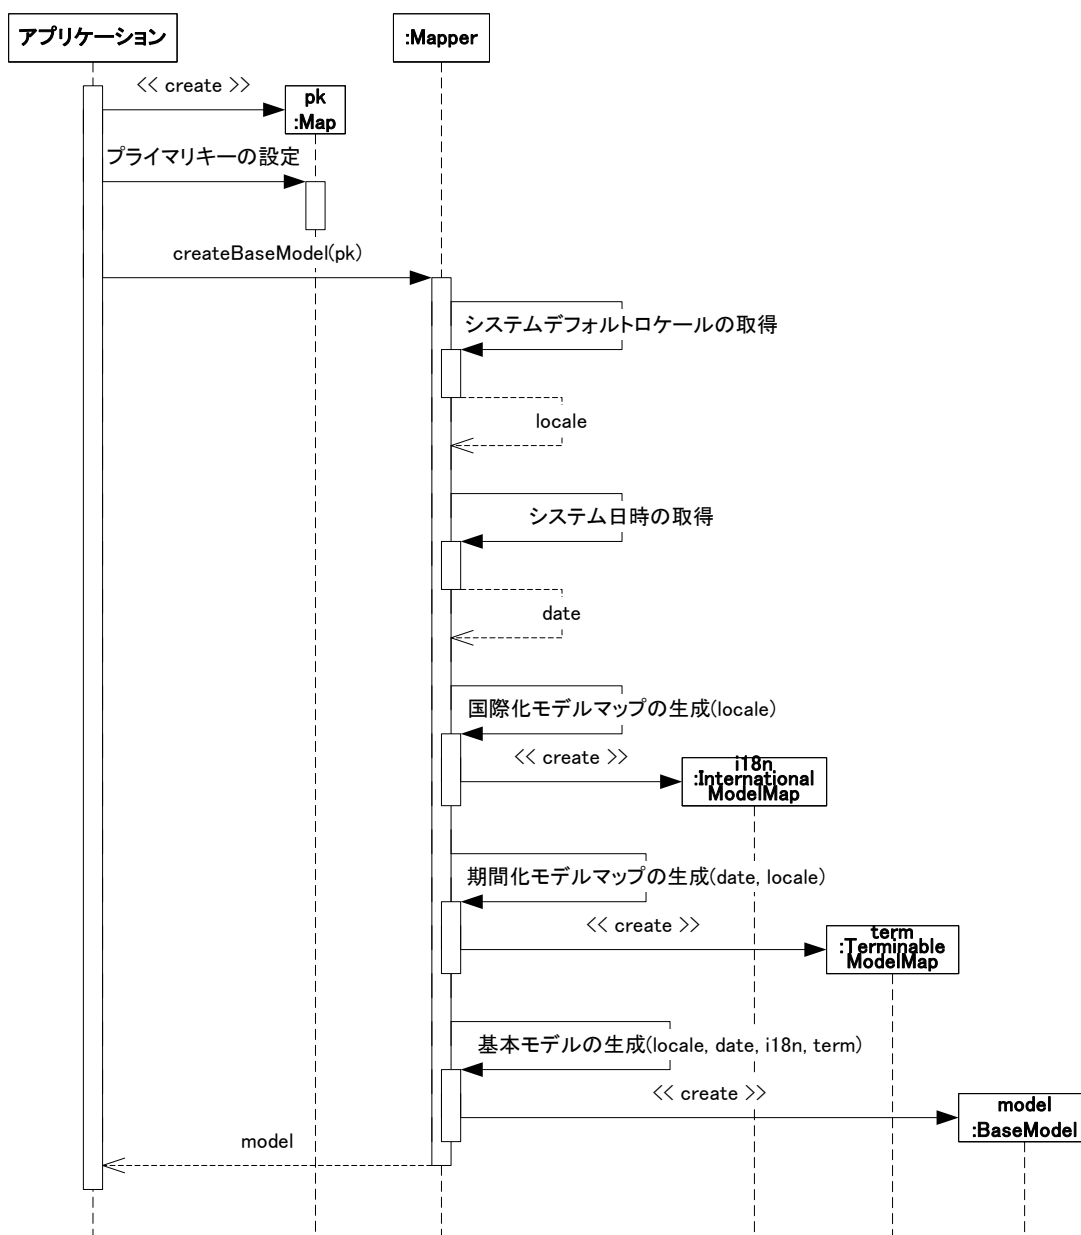 アプリケーション
:Mapper
<< create >>
pk
:Map
プライマリキーの設定
createBaseModel(pk)
システムデフォルトロケールの取得
locale
システム日時の取得
date
国際化モデルマップの生成(locale)
<< create >>
i18n
:International
ModelMap
期間化モデルマップの生成(date, locale)
<< create >>
term
:Terminable
ModelMap
基本モデルの生成(locale, date, i18n, term)
<< create >>
model
:BaseModel
model